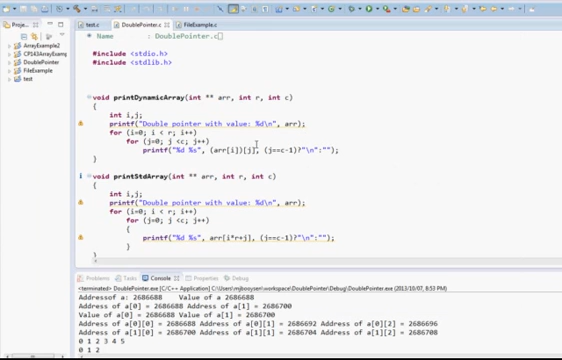 Proje...
ArrayExample2
CP143ArrayExamp
DoublePointer
FileExample
test
test.c
DoublePointer.c
FileExample.c
* Name : DoublePointer.c
#include <stdio.h>
#include <stdlib.h>
void printDynamicArray(int ** arr, int r, int c)
{
int i,j;
printf("Double pointer with value: %d\n", arr);
for (i=0; i < r; i++)
for (j=0; j <c; j++)
printf("%d %s", (arr[i])[j], (j==c-1)?"\n":"");
}
void printStdArray(int ** arr, int r, int c)
{
int i,j;
printf("Double pointer with value: %d\n", arr);
for (i=0; i < r; i++)
for (j=0; j <c; j++)
{
printf("%d %s", arr[i*r+j], (j==c-1)?"\n":"");
}
}
Problems Tasks Console Properties Debug
<terminated> DoublePointer.exe [C/C++ Application] C:\Users\mjbooysen\workspace\DoublePointer\Debug\DoublePointer.exe (2013/10/07, 8:53 PM)
Addressof a: 2686688 Value of a 2686688
Address of a[0] = 2686688 Address of a[1] = 2686700
Value of a[0] = 2686688 Value of a[1] = 2686700
Address of a[0][0] = 2686688 Address of a[0][1] = 2686692 Address of a[0][2] = 2686696
Address of a[1][0] = 2686700 Address of a[1][1] = 2686704 Address of a[1][2] = 2686708
0 1 2 3 4 5
0 1 2